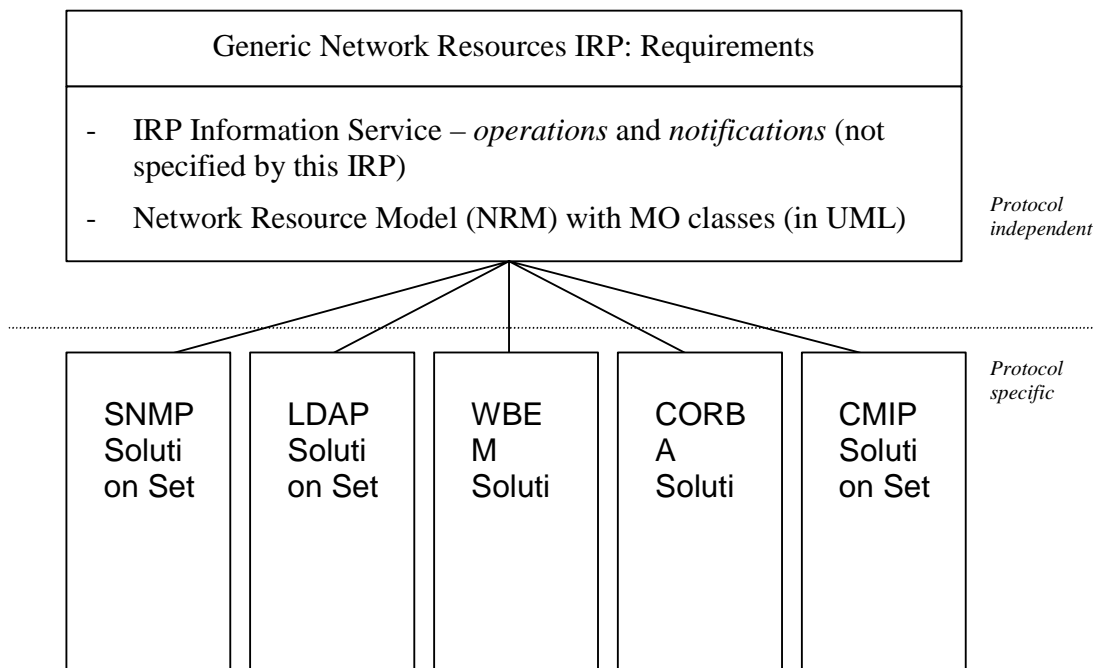 Generic Network Resources IRP: Requirements
- IRP Information Service – operations and notifications (not
specified by this IRP)
- Network Resource Model (NRM) with MO classes (in UML)
Protocol
independent
Protocol
specific
SNMP
Soluti
on Set
LDAP
Soluti
on Set
WBE
M
Soluti
CORB
A
Soluti
CMIP
Soluti
on Set